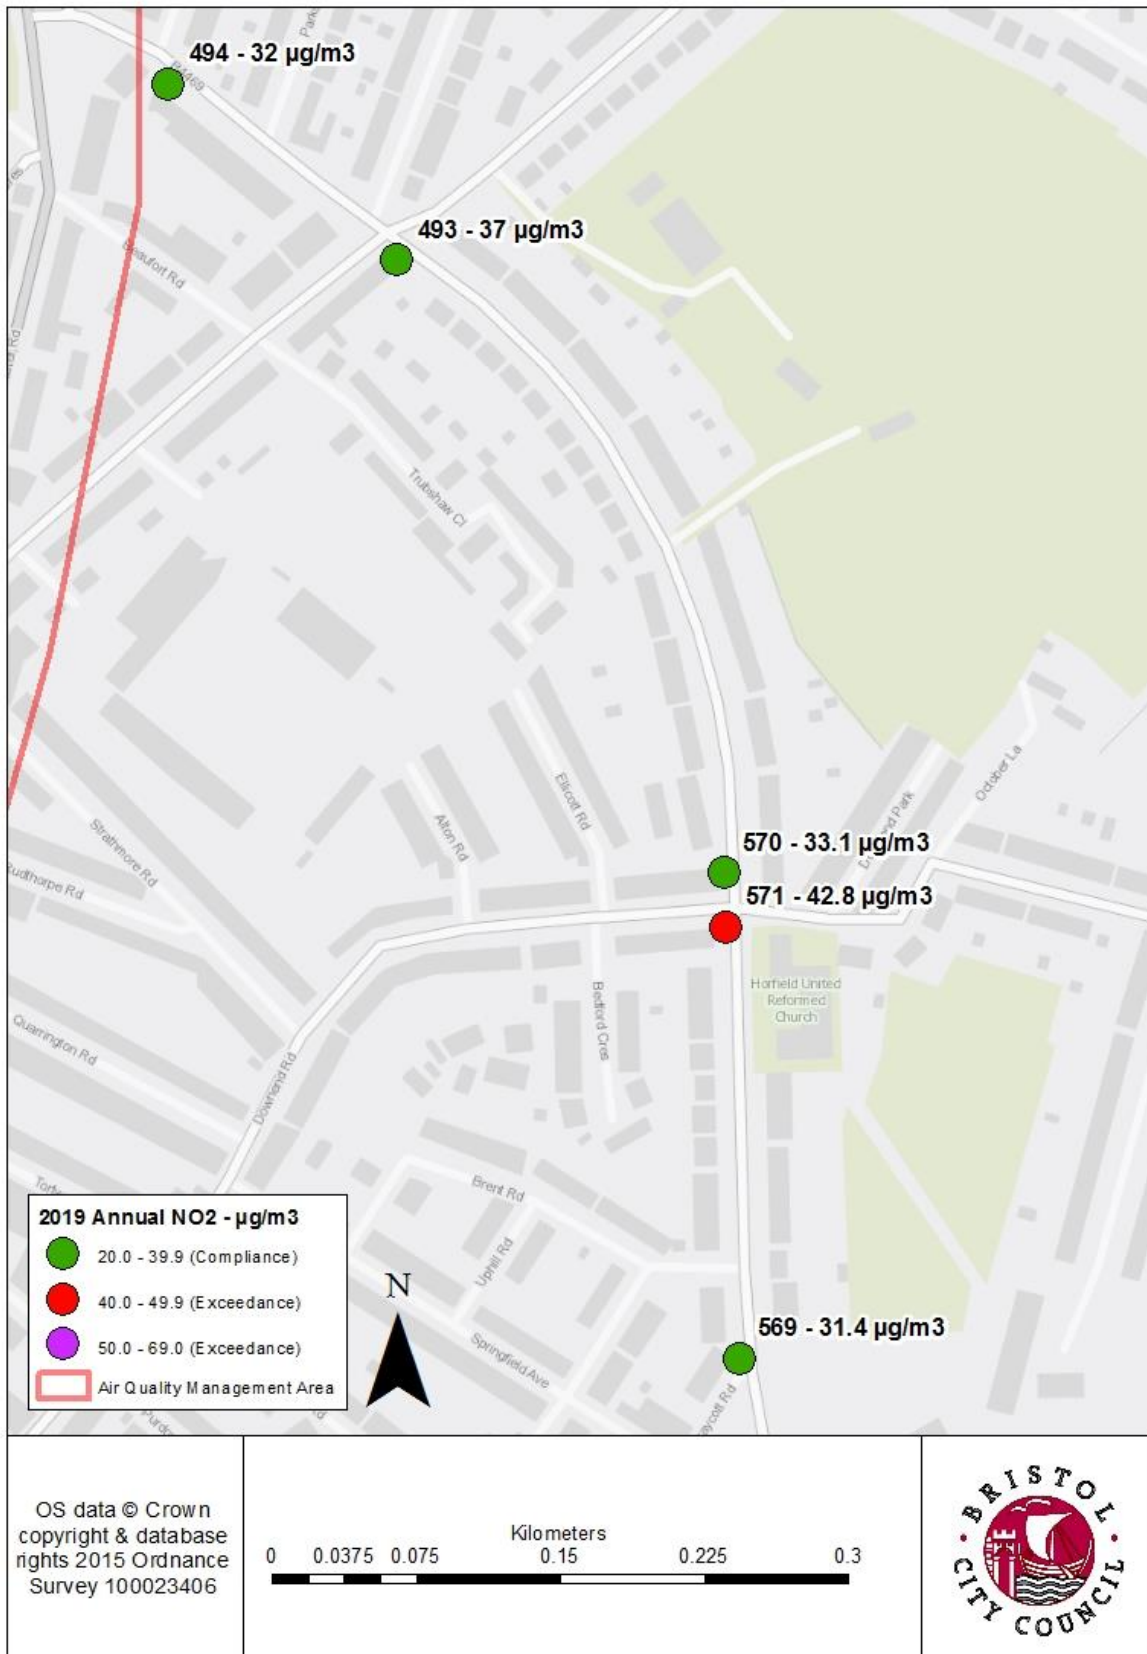 494 - 32 µg/m3
B4469
493 - 37 µg/m3
Beaufort Rd
Trubshaw Cl
Ellicott Rd
Alton Rd
October La
Park
Strathmore Rd
Rudthorpe Rd
570 - 33.1 µg/m3
571 - 42.8 µg/m3
Horfield United
Reformed
Church
Bedford Cres
Quarrington Rd
Downend Rd
Brent Rd
Uphill Rd
Springfield Ave
569 - 31.4 µg/m3
2019 Annual NO2 - µg/m3
20.0 - 39.9 (Compliance)
40.0 - 49.9 (Exceedance)
50.0 - 69.0 (Exceedance)
Air Quality Management Area
N
OS data © Crown
copyright & database
rights 2015 Ordnance
Survey 100023406
Kilometers
0 0.0375 0.075 0.15 0.225 0.3
BRISTOL
CITY COUNCIL